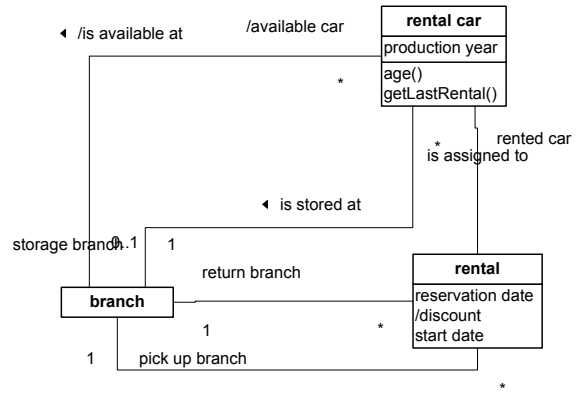 rental car
/available car
◄ /is available at
production year
age()
getLastRental()
*
*
rented car
is assigned to
◄ is stored at
storage branch
0..1
1
rental
return branch
branch
reservation date
/discount
start date
1
*
1
pick up branch
*